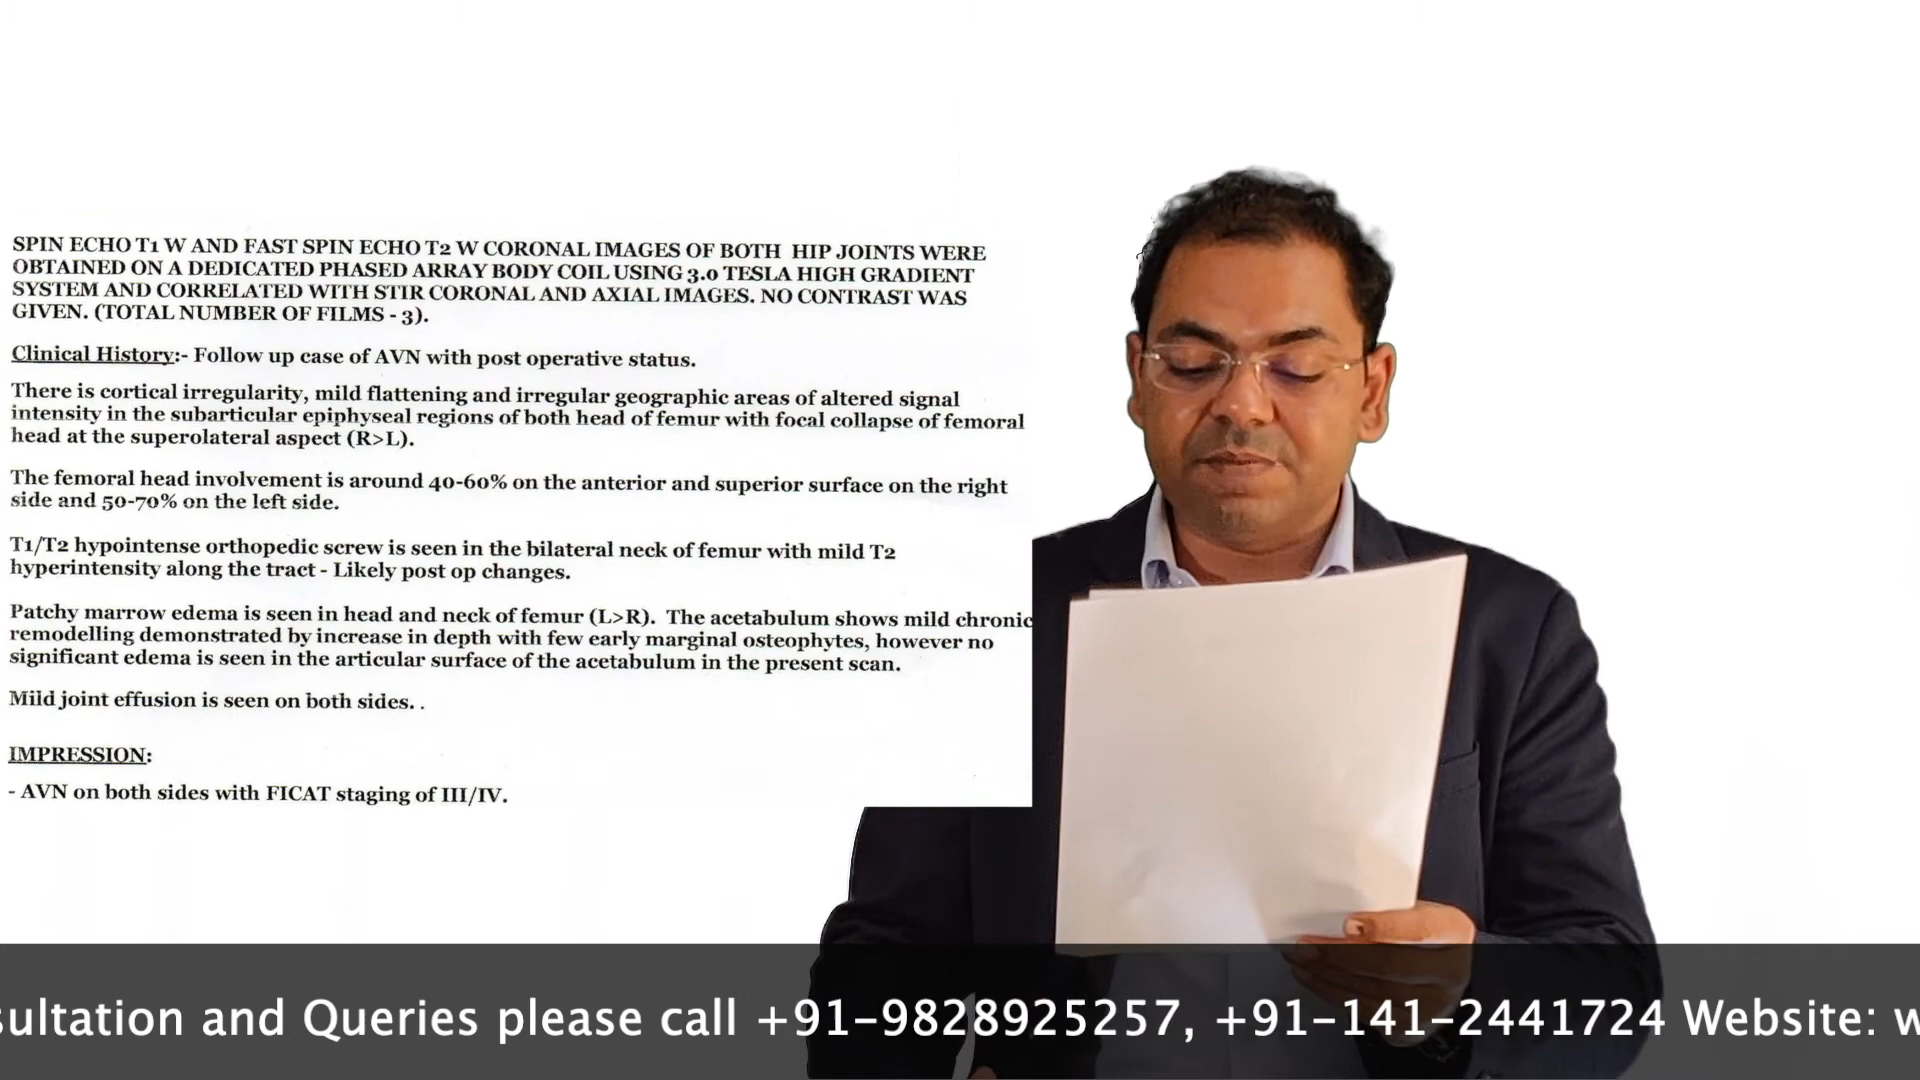 SPIN ECHO T1 W AND FAST SPIN ECHO T2 W CORONAL IMAGES OF BOTH HIP JOINTS WERE
OBTAINED ON A DEDICATED PHASED ARRAY BODY COIL USING 3.0 TESLA HIGH GRADIENT
SYSTEM AND CORRELATED WITH STIR CORONAL AND AXIAL IMAGES. NO CONTRAST WAS
GIVEN. (TOTAL NUMBER OF FILMS - 3).
Clinical History:- Follow up case of AVN with post operative status.
There is cortical irregularity, mild flattening and irregular geographic areas of altered signal
intensity in the subarticular epiphyseal regions of both head of femur with focal collapse of femoral
head at the superolateral aspect (R>L).
The femoral head involvement is around 40-60% on the anterior and superior surface on the right
side and 50-70% on the left side.
T1/T2 hypointense orthopedic screw is seen in the bilateral neck of femur with mild T2
hyperintensity along the tract - Likely post op changes.
Patchy marrow edema is seen in head and neck of femur (L>R). The acetabulum shows mild chronic
remodelling demonstrated by increase in depth with few early marginal osteophytes, however no
significant edema is seen in the articular surface of the acetabulum in the present scan.
Mild joint effusion is seen on both sides. .
IMPRESSION:
- AVN on both sides with FICAT staging of III/IV.
sultation and Queries please call +91-9828925257, +91-141-2441724 Website: w